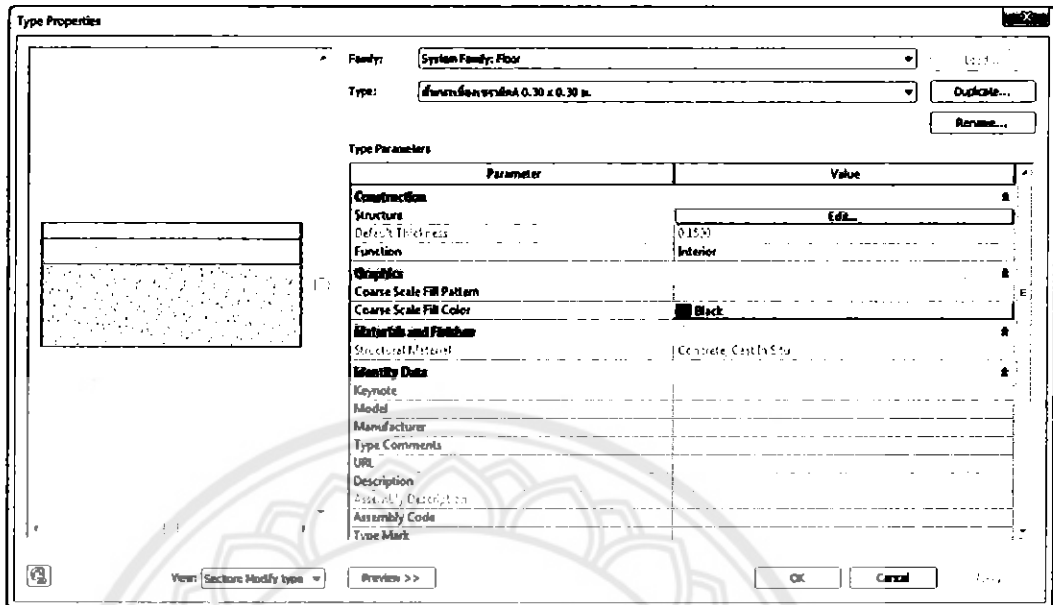 Type Properties
Family: System Family: Floor Load...
Type: 0.30 x 0.30 ม. Duplicate...
Rename...
Type Parameters
Parameter Value
Construction
Structure Edit...
Default Thickness 0.1500
Function Interior
Graphics
Coarse Scale Fill Pattern
Coarse Scale Fill Color Black
Materials and Finishes
Structural Material Concrete, Cast In Situ
Identity Data
Keynote
Model
Manufacturer
Type Comments
URL
Description
Assembly Description
Assembly Code
Type Mark
View: Section: Modify type Preview >> OK Cancel Apply